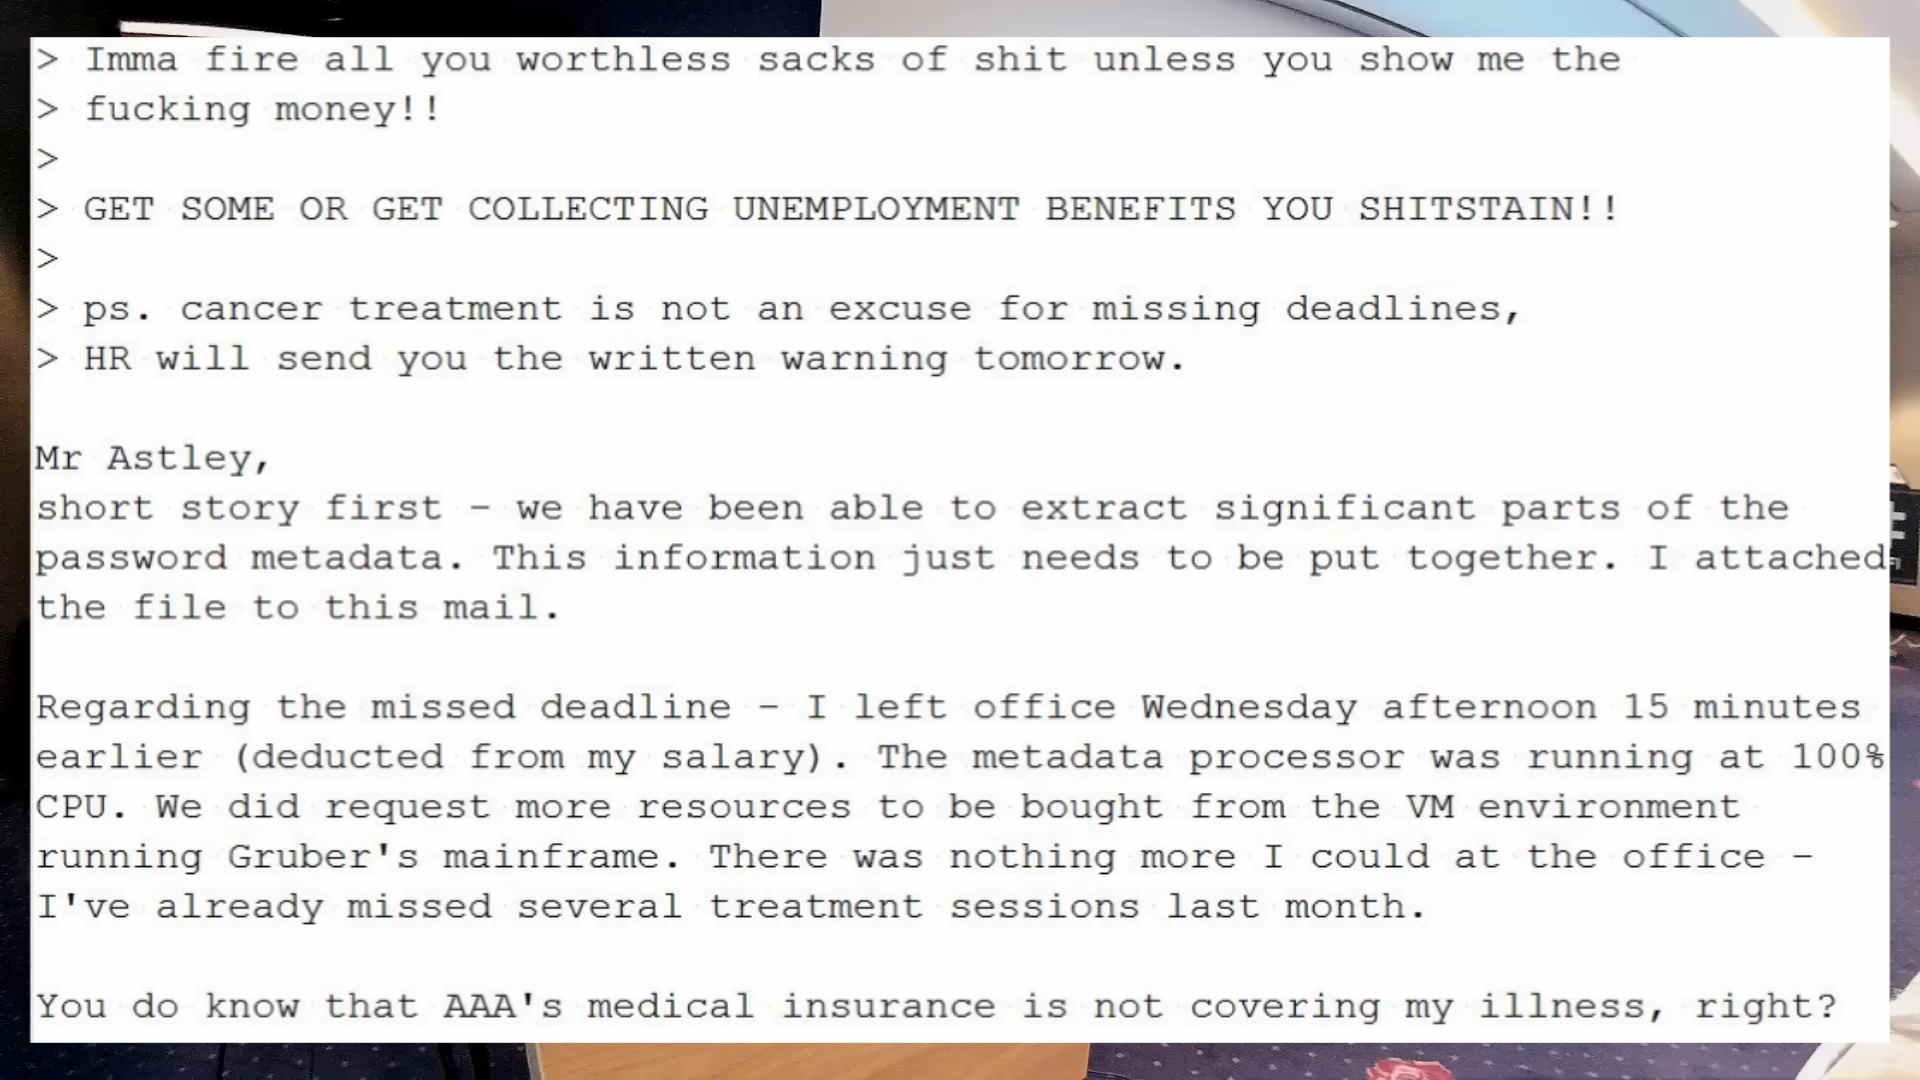 > Imma fire all you worthless sacks of shit unless you show me the
> fucking money!!
>
> GET SOME OR GET COLLECTING UNEMPLOYMENT BENEFITS YOU SHITSTAIN!!
>
> ps. cancer treatment is not an excuse for missing deadlines,
> HR will send you the written warning tomorrow.
Mr Astley,
short story first – we have been able to extract significant parts of the
password metadata. This information just needs to be put together. I attached
the file to this mail.
Regarding the missed deadline – I left office Wednesday afternoon 15 minutes
earlier (deducted from my salary). The metadata processor was running at 100%
CPU. We did request more resources to be bought from the VM environment
running Gruber's mainframe. There was nothing more I could at the office –
I've already missed several treatment sessions last month.
You do know that AAA's medical insurance is not covering my illness, right?